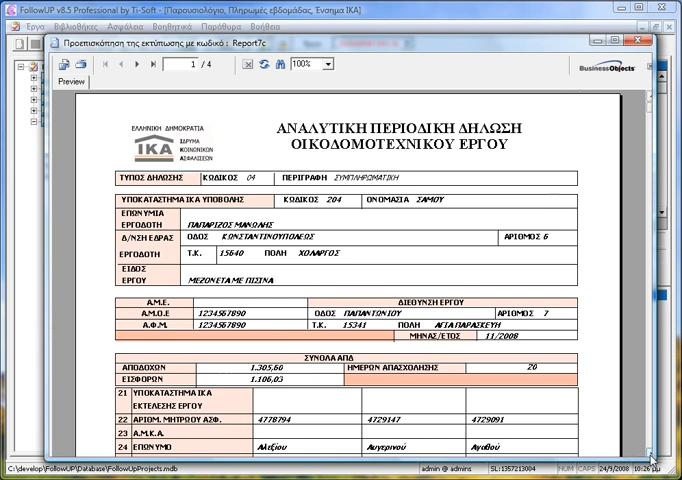 FollowUP v8.5 Professional by Ti-Soft - [Παρουσιολόγιο, Πληρωμές εβδομάδας, Ένσημα ΙΚΑ]
Έργα Βιβλιοθήκες Ασφάλεια Βοηθητικά Παράθυρα Βοήθεια
Προεπισκόπηση της εκτύπωσης με κωδικό : Report7c
1 / 4
100%
BusinessObjects
Preview
ΕΛΛΗΝΙΚΗ ΔΗΜΟΚΡΑΤΙΑ
ΙΚΑ
ΙΔΡΥΜΑ
ΚΟΙΝΩΝΙΚΩΝ
ΑΣΦΑΛΙΣΕΩΝ
ΑΝΑΛΥΤΙΚΗ ΠΕΡΙΟΔΙΚΗ ΔΗΛΩΣΗ
ΟΙΚΟΔΟΜΟΤΕΧΝΙΚΟΥ ΕΡΓΟΥ
ΤΥΠΟΣ ΔΗΛΩΣΗΣ ΚΩΔΙΚΟΣ 04 ΠΕΡΙΓΡΑΦΗ ΣΥΜΠΛΗΡΩΜΑΤΙΚΗ
ΥΠΟΚΑΤΑΣΤΗΜΑ ΙΚΑ ΥΠΟΒΟΛΗΣ ΚΩΔΙΚΟΣ 204 ΟΝΟΜΑΣΙΑ ΣΑΜΟΥ
ΕΠΩΝΥΜΙΑ
ΕΡΓΟΔΟΤΗ ΠΑΠΑΡΙΖΟΣ ΜΑΝΩΛΗΣ
Δ/ΝΣΗ ΕΔΡΑΣ ΟΔΟΣ ΚΩΝΣΤΑΝΤΙΝΟΥΠΟΛΕΩΣ ΑΡΙΘΜΟΣ 6
ΕΡΓΟΔΟΤΗ Τ.Κ. 15640 ΠΟΛΗ ΧΟΛΑΡΓΟΣ
ΕΙΔΟΣ
ΕΡΓΟΥ ΜΕΖΟΝΕΤΑ ΜΕ ΠΙΣΙΝΑ
Α.Μ.Ε. ΔΙΕΘΥΝΣΗ ΕΡΓΟΥ
Α.Μ.Ο.Ε 1234567890 ΟΔΟΣ ΠΑΠΑΝΤΩΝΙΟΥ ΑΡΙΘΜΟΣ 7
Α.Φ.Μ. 1234567890 Τ.Κ. 15341 ΠΟΛΗ ΑΓΙΑ ΠΑΡΑΣΚΕΥΗ
ΜΗΝΑΣ/ΕΤΟΣ 11/2008
ΣΥΝΟΛΑ ΑΠΔ
ΑΠΟΔΟΧΩΝ 1.305,60 ΗΜΕΡΩΝ ΑΠΑΣΧΟΛΗΣΗΣ 20
ΕΙΣΦΟΡΩΝ 1.106,03
21 ΥΠΟΚΑΤΑΣΤΗΜΑ ΙΚΑ
ΕΚΤΕΛΕΣΗΣ ΕΡΓΟΥ
22 ΑΡΙΘΜ. ΜΗΤΡΩΟΥ ΑΣΦ. 4778794 4729147 4729091
23 Α.Μ.Κ.Α.
24 ΕΠΩΝΥΜΟ Αλεξίου Αυγερινού Αγαθού
C:\develop\FollowUP\Database\FollowUpProjects.mdb admin @ admins SL:1357213004 NUM CAPS 24/9/2008 10:26 μμ